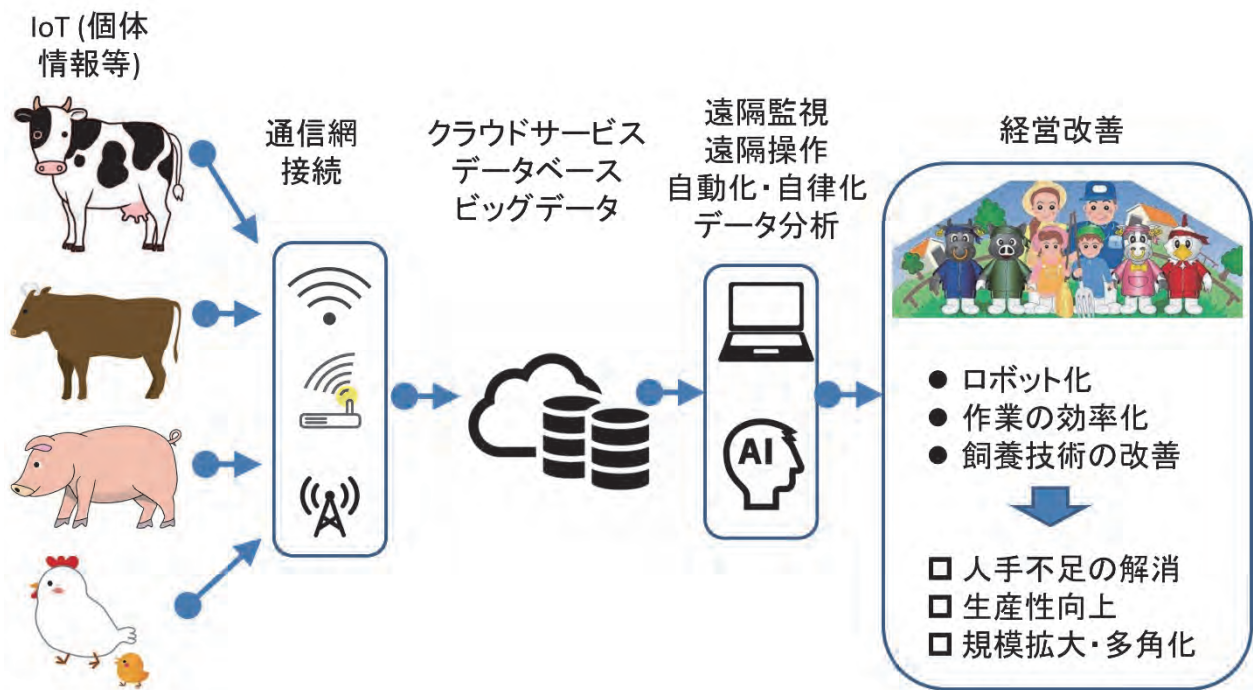 IoT (個体
情報等)
通信網
接続
クラウドサービス
データベース
ビッグデータ
遠隔監視
遠隔操作
自動化・自律化
データ分析
AI
経営改善
● ロボット化
● 作業の効率化
● 飼養技術の改善
□ 人手不足の解消
□ 生産性向上
□ 規模拡大・多角化